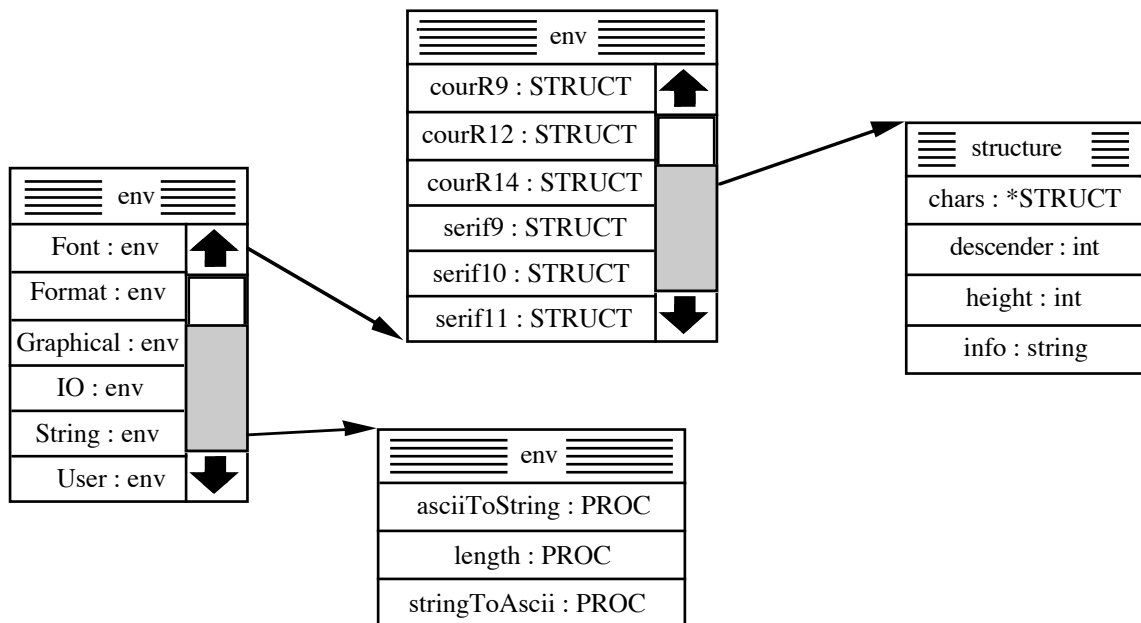 env
Font : env
Format : env
Graphical : env
IO : env
String : env
User : env
env
courR9 : STRUCT
courR12 : STRUCT
courR14 : STRUCT
serif9 : STRUCT
serif10 : STRUCT
serif11 : STRUCT
structure
chars : *STRUCT
descender : int
height : int
info : string
env
asciiToString : PROC
length : PROC
stringToAscii : PROC